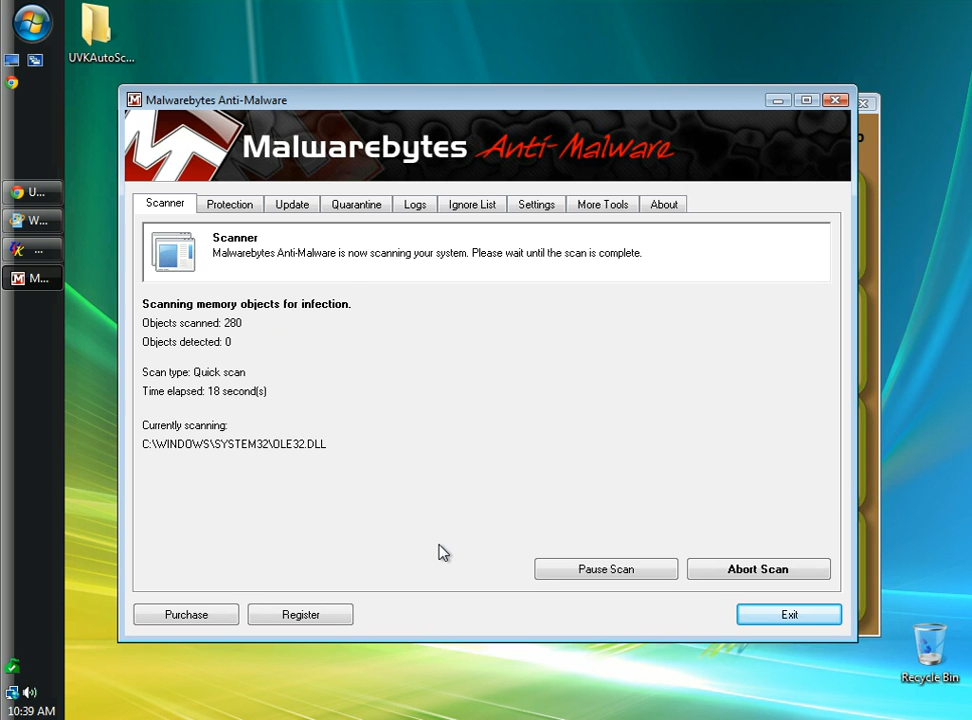 UVKAutoSc...
Malwarebytes Anti-Malware
Malwarebytes Anti-Malware
Scanner
Protection
Update
Quarantine
Logs
Ignore List
Settings
More Tools
About
Scanner
Malwarebytes Anti-Malware is now scanning your system. Please wait until the scan is complete.
Scanning memory objects for infection.
Objects scanned: 280
Objects detected: 0
Scan type: Quick scan
Time elapsed: 18 second(s)
Currently scanning:
C:\WINDOWS\SYSTEM32\OLE32.DLL
Pause Scan
Abort Scan
Purchase
Register
Exit
U...
W...
...
M...
Recycle Bin
10:39 AM